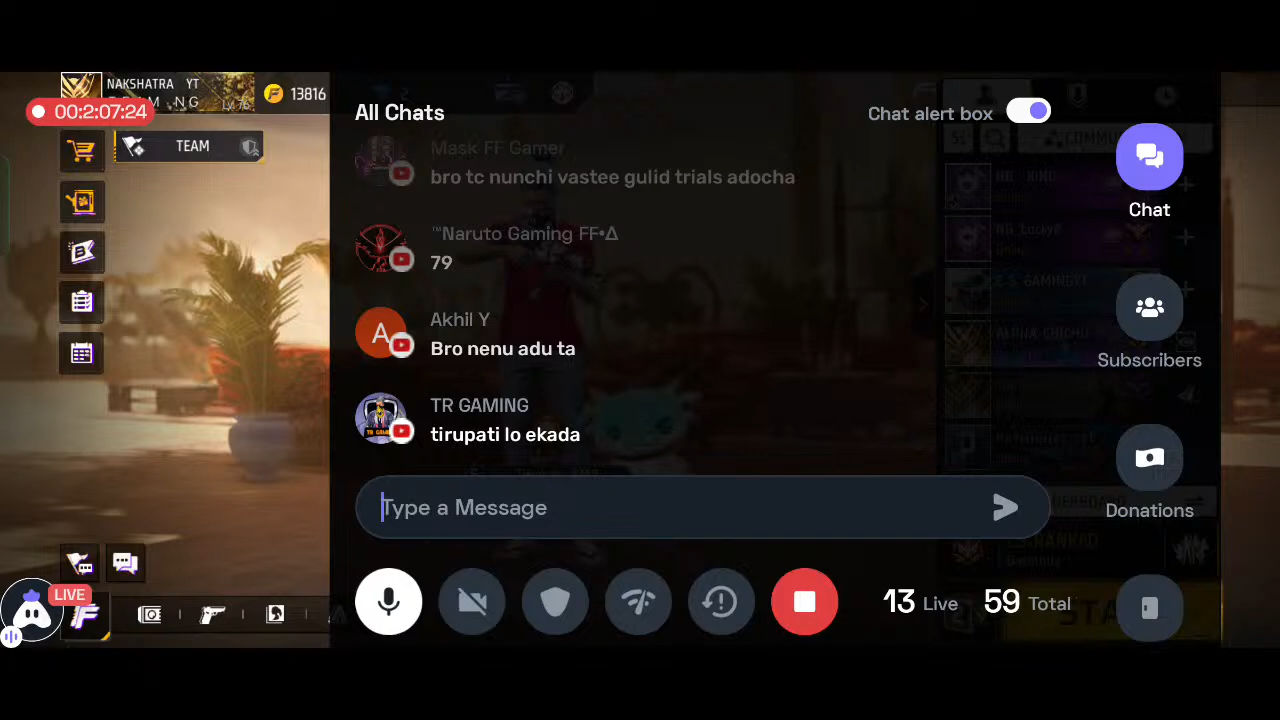 NAKSHATRA YT
13816
00:2:07:24
TEAM
All Chats
Chat alert box
Mask FF Gamer
bro tc nunchi vastee gulid trials adocha
™Naruto Gaming FF•Δ
79
Akhil Y
Bro nenu adu ta
TR GAMING
tirupati lo ekada
Type a Message
Chat
Subscribers
Donations
LIVE
13 Live 59 Total